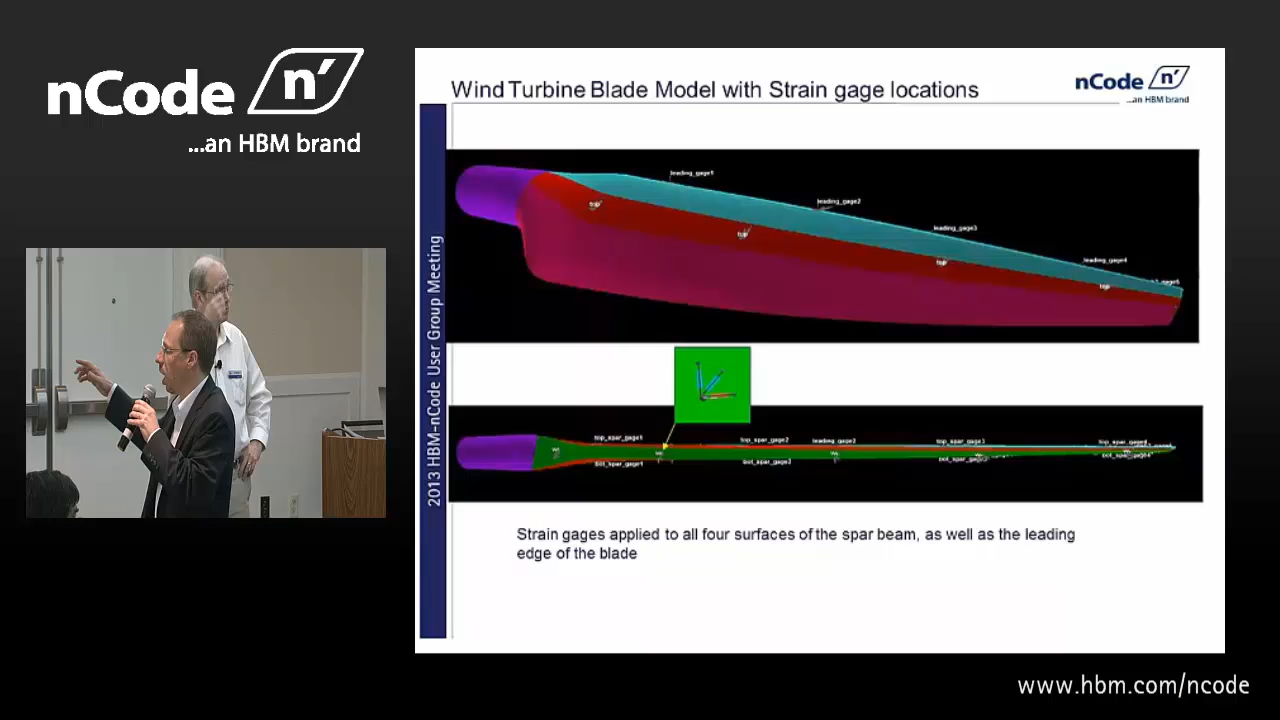 nCode n'
...an HBM brand
Wind Turbine Blade Model with Strain gage locations
nCode n'
...an HBM brand
2013 HBM-nCode User Group Meeting
leading_gage1
leading_gage2
leading_gage3
leading_gage4
top
top
top
top
top_spar_gage1
top_spar_gage2
leading_gage2
top_spar_gage3
top_spar_gage4
bot_spar_gage1
bot_spar_gage2
Strain gages applied to all four surfaces of the spar beam, as well as the leading
edge of the blade
www.hbm.com/ncode